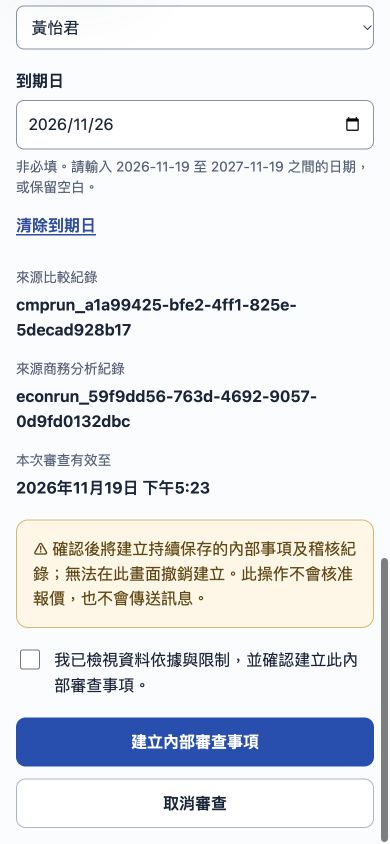 黃怡君
到期日
2026/11/26
非必填。請輸入 2026-11-19 至 2027-11-19 之間的日期，
或保留空白。
清除到期日
來源比較紀錄
cmprun_a1a99425-bfe2-4ff1-825e-
5decad928b17
來源商務分析紀錄
econrun_59f9dd56-763d-4692-9057-
0d9fd0132dbc
本次審查有效至
2026年11月19日 下午5:23
⚠ 確認後將建立持續保存的內部事項及稽核紀
錄；無法在此畫面撤銷建立。此操作不會核准
報價，也不會傳送訊息。
我已檢視資料依據與限制，並確認建立此內
部審查事項。
建立內部審查事項
取消審查